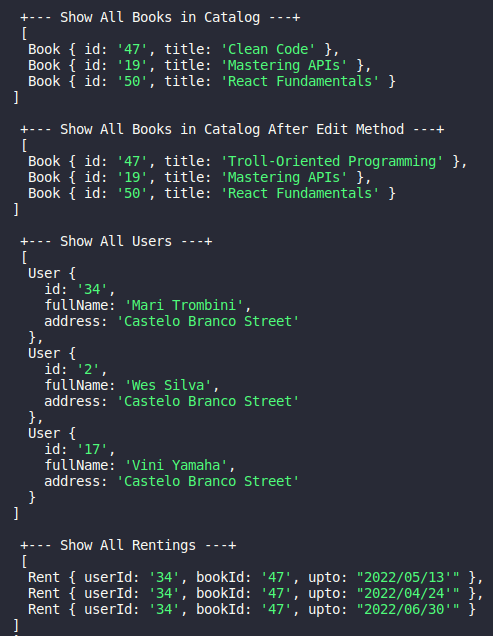 +--- Show All Books in Catalog ---+
[
Book { id: '47', title: 'Clean Code' },
Book { id: '19', title: 'Mastering APIs' },
Book { id: '50', title: 'React Fundamentals' }
]
+--- Show All Books in Catalog After Edit Method ---+
[
Book { id: '47', title: 'Troll-Oriented Programming' },
Book { id: '19', title: 'Mastering APIs' },
Book { id: '50', title: 'React Fundamentals' }
]
+--- Show All Users ---+
[
User {
id: '34',
fullName: 'Mari Trombini',
address: 'Castelo Branco Street'
},
User {
id: '2',
fullName: 'Wes Silva',
address: 'Castelo Branco Street'
},
User {
id: '17',
fullName: 'Vini Yamaha',
address: 'Castelo Branco Street'
}
]
+--- Show All Rentings ---+
[
Rent { userId: '34', bookId: '47', upto: "2022/05/13'" },
Rent { userId: '34', bookId: '47', upto: "2022/04/24'" },
Rent { userId: '34', bookId: '47', upto: "2022/06/30'" }
]